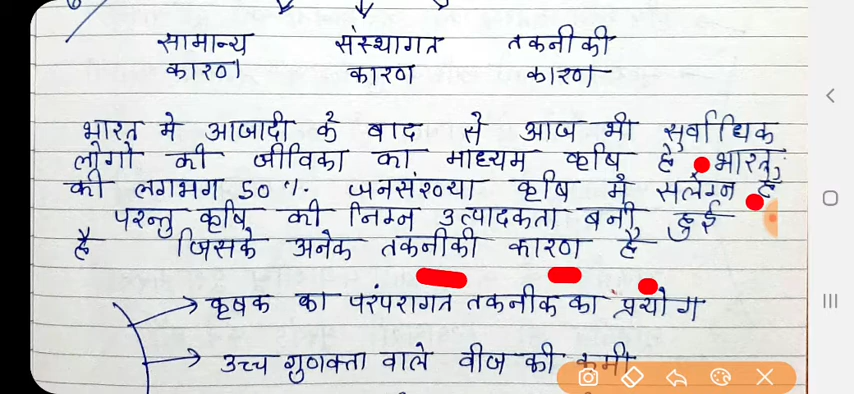 सामान्य संस्थागत तकनीकी
कारण कारण कारण
भारत मे आजादी के बाद से आज भी सर्वाधिक
लोगो की जीविका का माध्यम कृषि है भारत
की लगभग 50% जनसंख्या कृषि में संलग्न है
परन्तु कृषि की निम्न उत्पादकता बनी हुई
है जिसके अनेक तकनीकी कारण है
कृषक का परंपरागत तकनीक का प्रयोग
उच्च गुणवत्ता वाले बीज की कमी